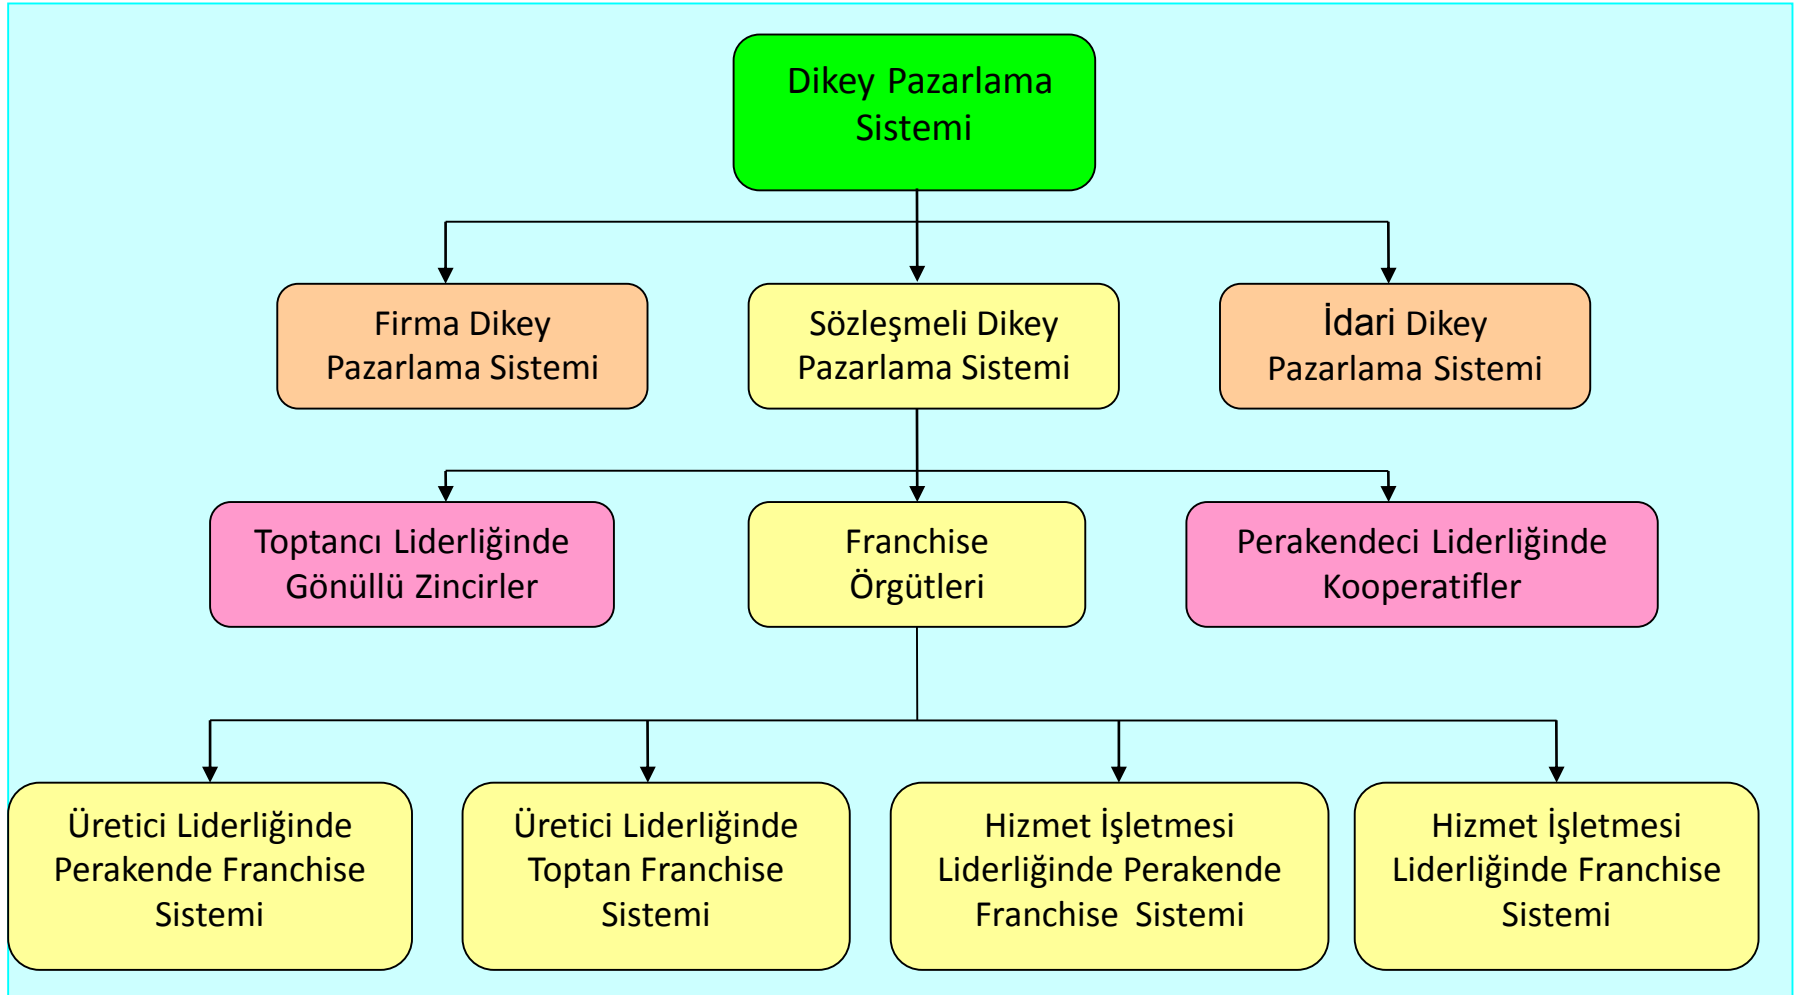 Dikey Pazarlama
Sistemi
Firma Dikey
Pazarlama Sistemi
Sözleşmeli Dikey
Pazarlama Sistemi
İdari Dikey
Pazarlama Sistemi
Toptancı Liderliğinde
Gönüllü Zincirler
Franchise
Örgütleri
Perakendeci Liderliğinde
Kooperatifler
Üretici Liderliğinde
Perakende Franchise
Sistemi
Üretici Liderliğinde
Toptan Franchise
Sistemi
Hizmet İşletmesi
Liderliğinde Perakende
Franchise Sistemi
Hizmet İşletmesi
Liderliğinde Franchise
Sistemi